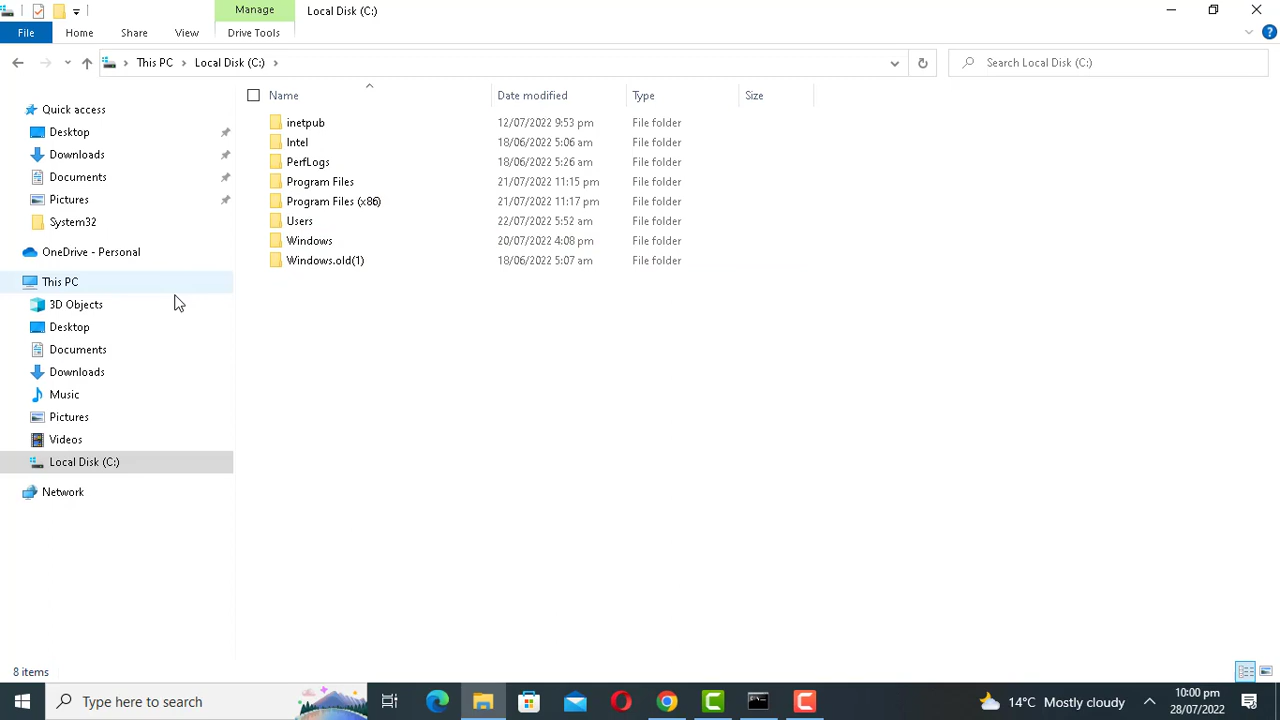 Manage
Local Disk (C:)
File
Home
Share
View
Drive Tools
This PC
Local Disk (C:)
Search Local Disk (C:)
Name
Date modified
Type
Size
Quick access
Desktop
Downloads
Documents
Pictures
System32
OneDrive - Personal
This PC
3D Objects
Desktop
Documents
Downloads
Music
Pictures
Videos
Local Disk (C:)
Network
inetpub 12/07/2022 9:53 pm File folder
Intel 18/06/2022 5:06 am File folder
PerfLogs 18/06/2022 5:26 am File folder
Program Files 21/07/2022 11:15 pm File folder
Program Files (x86) 21/07/2022 11:17 pm File folder
Users 22/07/2022 5:52 am File folder
Windows 20/07/2022 4:08 pm File folder
Windows.old(1) 18/06/2022 5:07 am File folder
8 items
Type here to search
14°C Mostly cloudy
10:00 pm
28/07/2022